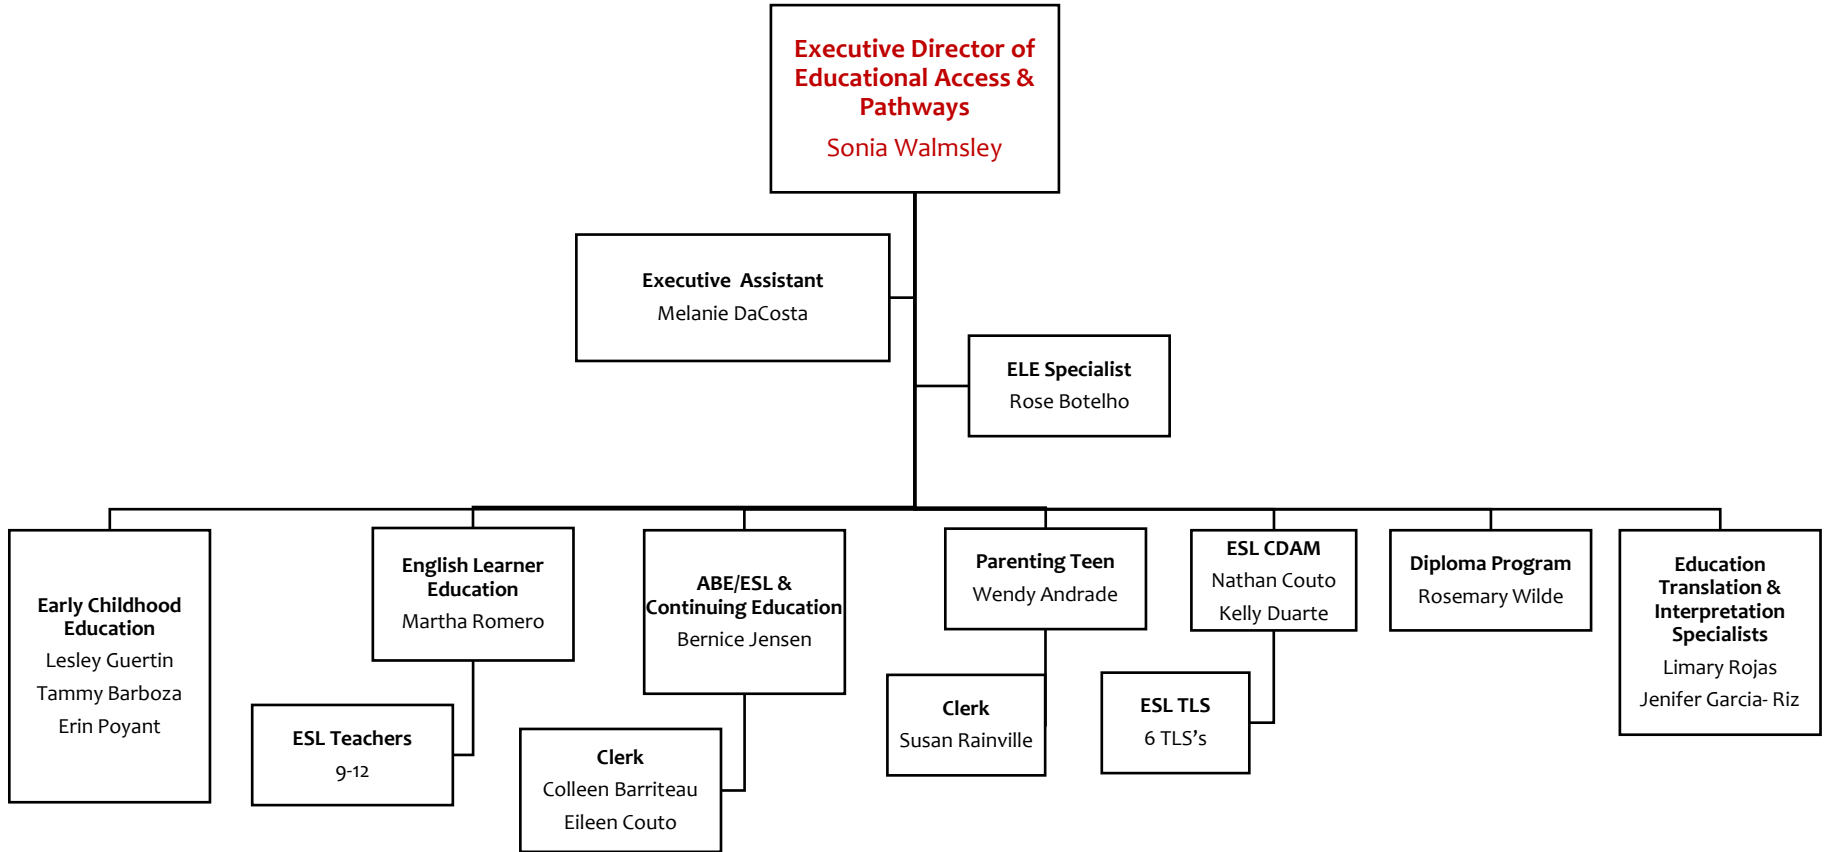 Executive Director of
Educational Access &
Pathways
Sonia Walmsley
Executive Assistant
Melanie DaCosta
ELE Specialist
Rose Botelho
Early Childhood
Education
Lesley Guertin
Tammy Barboza
Erin Poyant
English Learner
Education
Martha Romero
ESL Teachers
9-12
ABE/ESL &
Continuing Education
Bernice Jensen
Clerk
Colleen Barriteau
Eileen Couto
Parenting Teen
Wendy Andrade
Clerk
Susan Rainville
ESL CDAM
Nathan Couto
Kelly Duarte
ESL TLS
6 TLS’s
Diploma Program
Rosemary Wilde
Education
Translation &
Interpretation
Specialists
Limary Rojas
Jenifer Garcia- Riz